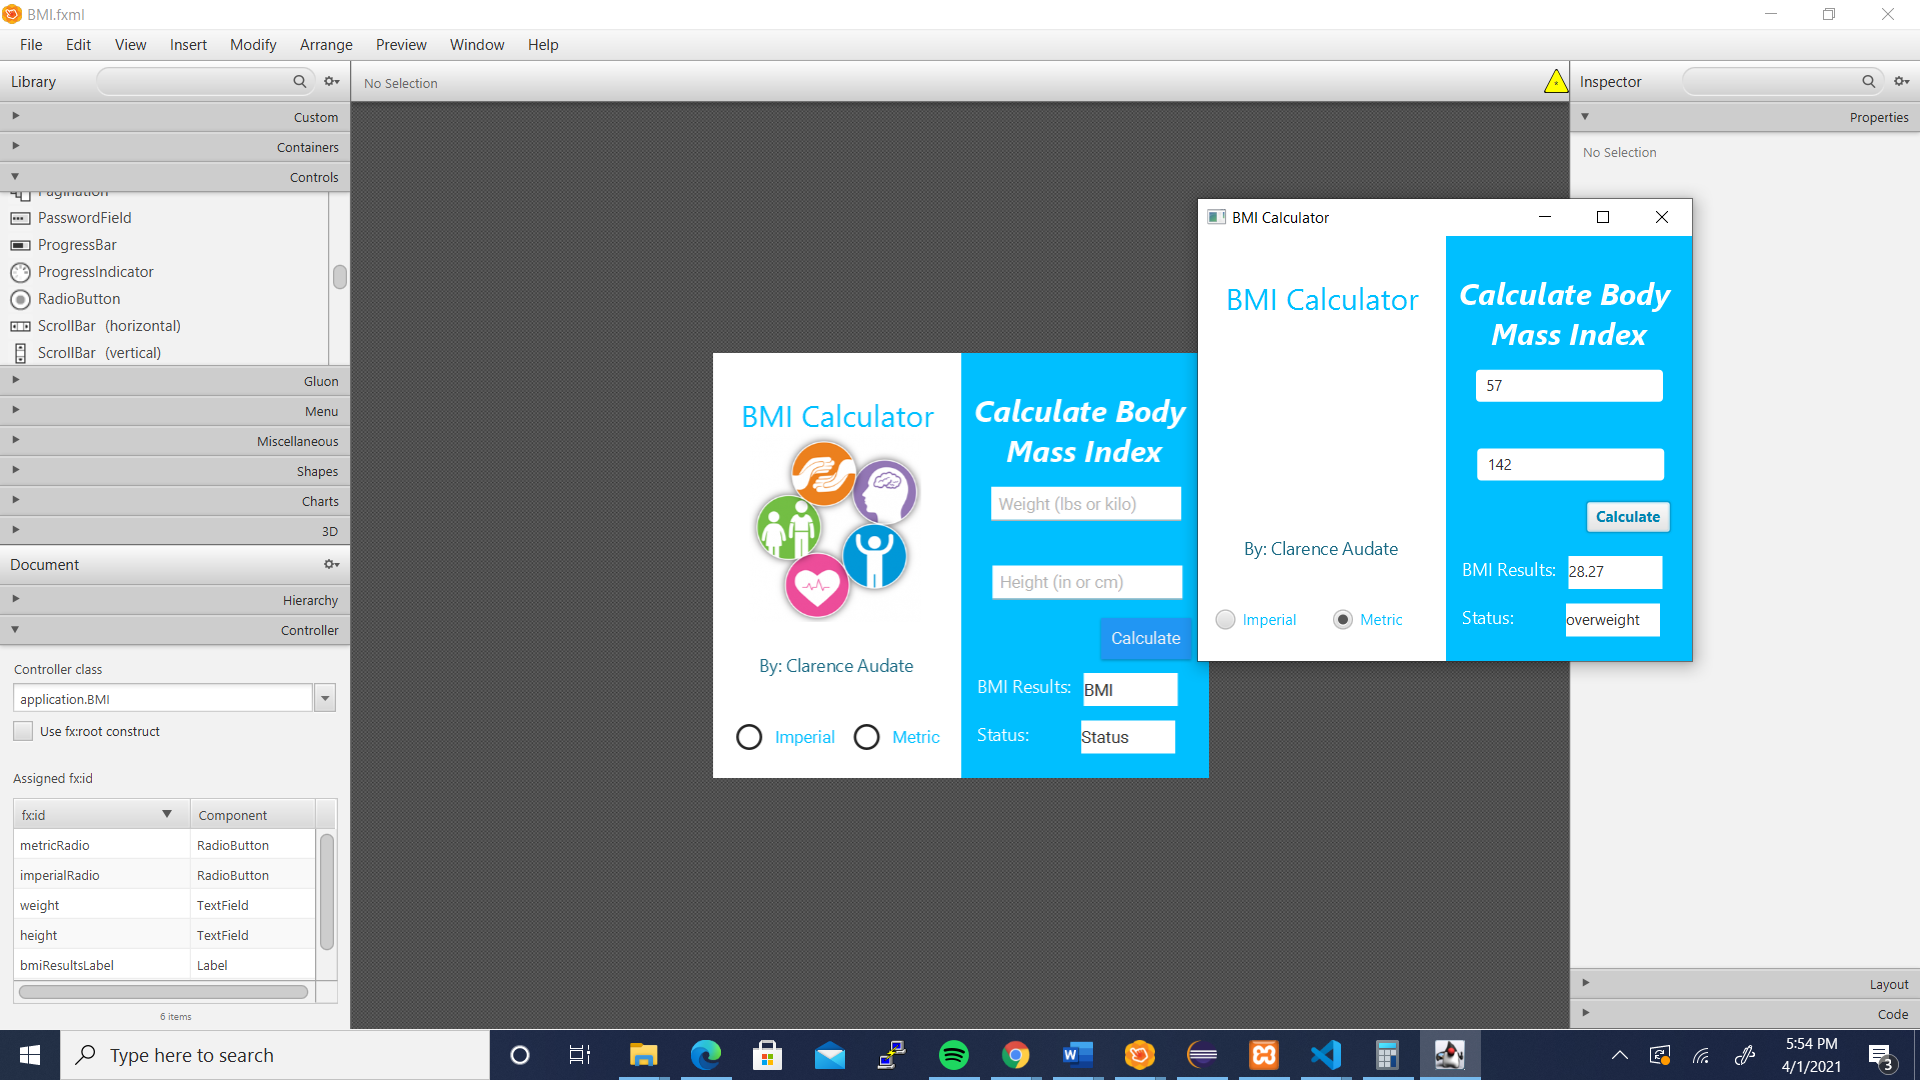 BMI.fxml
File Edit View Insert Modify Arrange Preview Window Help
Library
No Selection
Inspector
Custom
Containers
Controls
Pagination
PasswordField
ProgressBar
ProgressIndicator
RadioButton
ScrollBar (horizontal)
ScrollBar (vertical)
Gluon
Menu
Miscellaneous
Shapes
Charts
3D
Document
Hierarchy
Controller
Controller class
application.BMI
Use fx:root construct
Assigned fx:id
fx:id Component
metricRadio RadioButton
imperialRadio RadioButton
weight TextField
height TextField
bmiResultsLabel Label
6 items
BMI Calculator
By: Clarence Audate
Imperial Metric
Calculate Body
Mass Index
Weight (lbs or kilo)
Height (in or cm)
Calculate
BMI Results: BMI
Status: Status
BMI Calculator
BMI Calculator
By: Clarence Audate
Imperial Metric
Calculate Body
Mass Index
57
142
Calculate
BMI Results: 28.27
Status: overweight
Properties
No Selection
Layout
Code
Type here to search
5:54 PM
4/1/2021
3